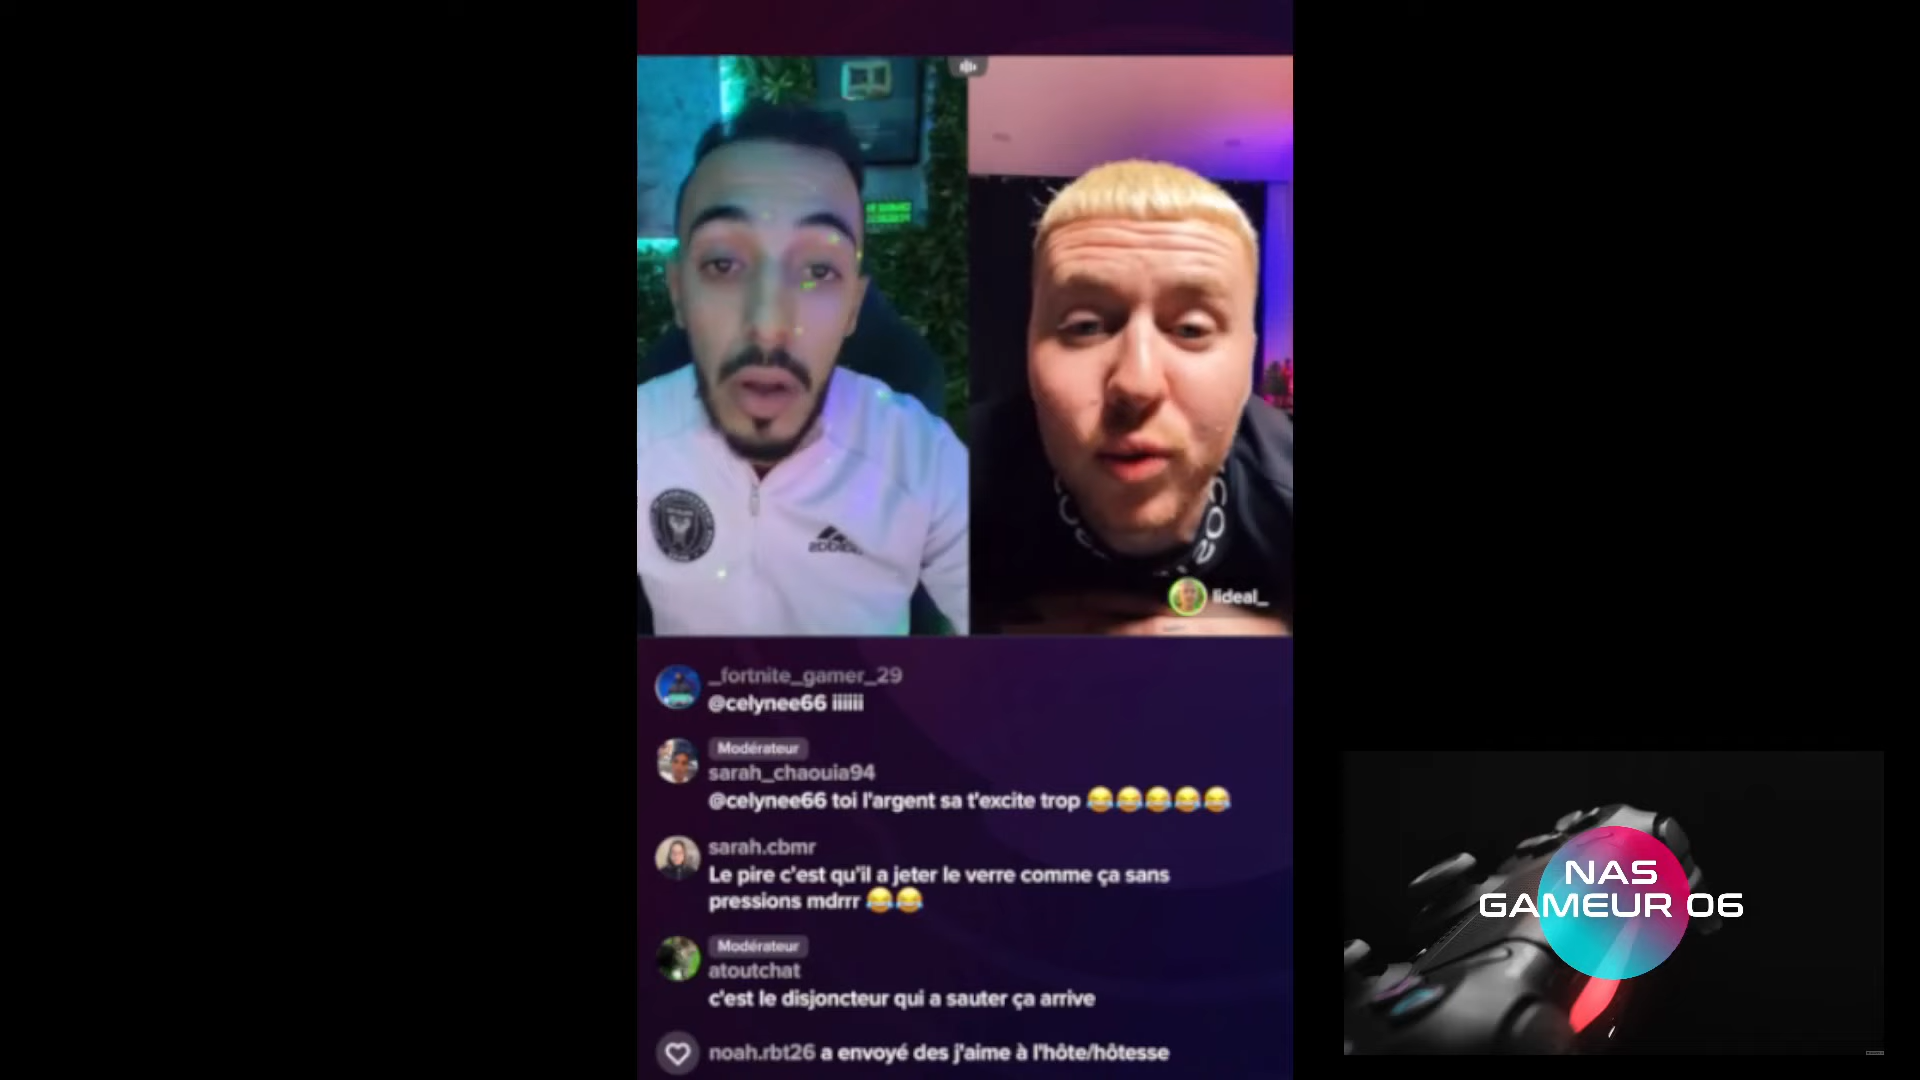 lideal_
_fortnite_gamer_29
@celynee66 iiiiiii
Modérateur
sarah_chaouia94
@celynee66 toi l'argent sa t'excite trop 😂😂😂😂😂
sarah.cbmr
Le pire c'est qu'il a jeter le verre comme ça sans
pressions mdrrr 😂😂
Modérateur
atoutchat
c'est le disjoncteur qui a sauter ça arrive
noah.rbt26 a envoyé des j'aime à l'hôte/hôtesse
NAS
GAMEUR 06